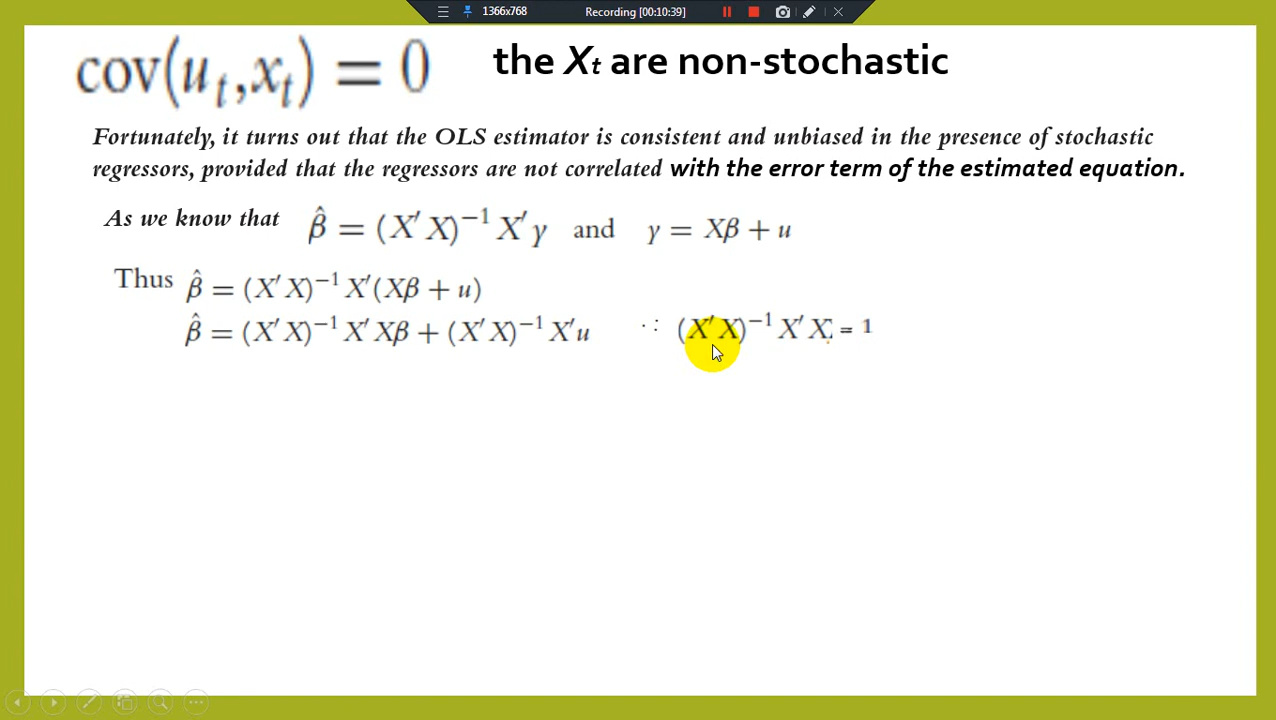 1366x768 Recording [00:10:39]
cov(uₜ,xₜ) = 0 the Xₜ are non-stochastic
Fortunately, it turns out that the OLS estimator is consistent and unbiased in the presence of stochastic
regressors, provided that the regressors are not correlated with the error term of the estimated equation.
As we know that β̂ = (X′X)⁻¹ X′y and y = Xβ + u
Thus β̂ = (X′X)⁻¹ X′(Xβ + u)
β̂ = (X′X)⁻¹ X′Xβ + (X′X)⁻¹ X′u ∵ (X′X)⁻¹ X′X = 1